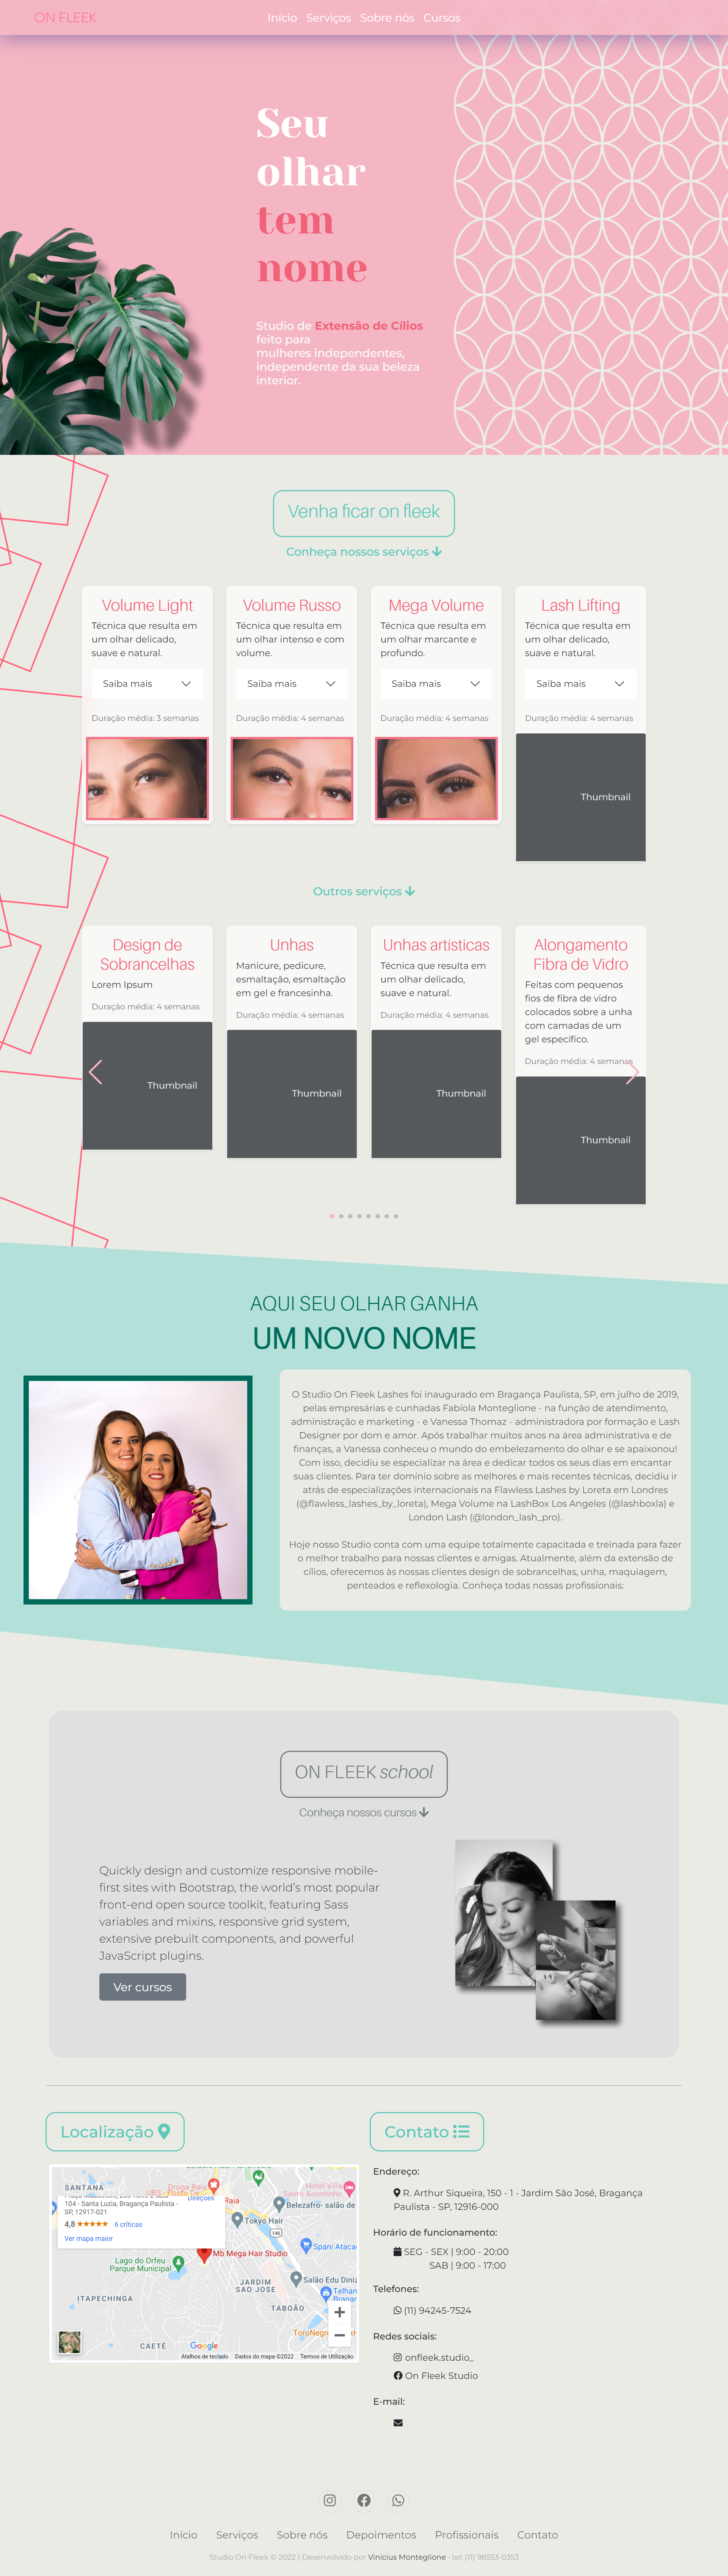 ON FLEEK
Início Serviços Sobre nós Cursos
Seu
olhar
tem
nome
Studio de Extensão de Cílios
feito para
mulheres independentes,
independente da sua beleza
interior.
Venha ficar on fleek
Conheça nossos serviços
Volume Light
Técnica que resulta em
um olhar delicado,
suave e natural.
Saiba mais
Duração média: 3 semanas
Volume Russo
Técnica que resulta em
um olhar intenso e com
volume.
Saiba mais
Duração média: 4 semanas
Mega Volume
Técnica que resulta em
um olhar marcante e
profundo.
Saiba mais
Duração média: 4 semanas
Lash Lifting
Técnica que resulta em
um olhar delicado,
suave e natural.
Saiba mais
Duração média: 4 semanas
Thumbnail
Outros serviços
Design de
Sobrancelhas
Lorem Ipsum
Duração média: 4 semanas
Thumbnail
Unhas
Manicure, pedicure,
esmaltação, esmaltação
em gel e francesinha.
Duração média: 4 semanas
Thumbnail
Unhas artísticas
Técnica que resulta em
um olhar delicado,
suave e natural.
Duração média: 4 semanas
Thumbnail
Alongamento
Fibra de Vidro
Feitas com pequenos
fios de fibra de vidro
colocados sobre a unha
com camadas de um
gel específico.
Duração média: 4 semanas
Thumbnail
AQUI SEU OLHAR GANHA
UM NOVO NOME
O Studio On Fleek Lashes foi inaugurado em Bragança Paulista, SP, em julho de 2019,
pelas empresárias e cunhadas Fabíola Monteglione - na função de atendimento,
administração e marketing - e Vanessa Thomaz - administradora por formação e Lash
Designer por dom e amor. Após trabalhar muitos anos na área administrativa e de
finanças, a Vanessa conheceu o mundo do embelezamento do olhar e se apaixonou!
Com isso, decidiu se especializar na área e dedicar todos os seus dias em encantar
suas clientes. Para ter domínio sobre as melhores e mais recentes técnicas, decidiu ir
atrás de especializações internacionais na Flawless Lashes by Loreta em Londres
(@flawless_lashes_by_loreta), Mega Volume na LashBox Los Angeles (@lashboxla) e
London Lash (@london_lash_pro).
Hoje nosso Studio conta com uma equipe totalmente capacitada e treinada para fazer
o melhor trabalho para nossas clientes e amigas. Atualmente, além da extensão de
cílios, oferecemos às nossas clientes design de sobrancelhas, unha, maquiagem,
penteados e reflexologia. Conheça todas nossas profissionais:
ON FLEEK school
Conheça nossos cursos
Quickly design and customize responsive mobile-
first sites with Bootstrap, the world's most popular
front-end open source toolkit, featuring Sass
variables and mixins, responsive grid system,
extensive prebuilt components, and powerful
JavaScript plugins.
Ver cursos
Localização
SANTANA
104 - Santa Luzia, Bragança Paulista -
SP, 12917-021
Direções
4,8 ★★★★★ 6 críticas
Ver mapa maior
Droga Raia
Hotel Villa
Santo Agostinho
Belezafro- salão de
Tokyo Hair
146
Spani Atacad
Mb Mega Hair Studio
Lago do Orfeu -
Parque Municipal
Salão Edu Diniz
JARDIM
SAO JOSE
ITAPECHINGA
TABOÃO
CAETÉ
+
−
Google
Atalhos de teclado Dados do mapa ©2022 Termos de Utilização
Contato
Endereço:
R. Arthur Siqueira, 150 - 1 - Jardim São José, Bragança
Paulista - SP, 12916-000
Horário de funcionamento:
SEG - SEX | 9:00 - 20:00
SAB | 9:00 - 17:00
Telefones:
(11) 94245-7524
Redes sociais:
onfleek.studio_
On Fleek Studio
E-mail:
Início Serviços Sobre nós Depoimentos Profissionais Contato
Studio On Fleek © 2022 | Desenvolvido por Vinícius Monteglione - tel: (11) 98553-0353